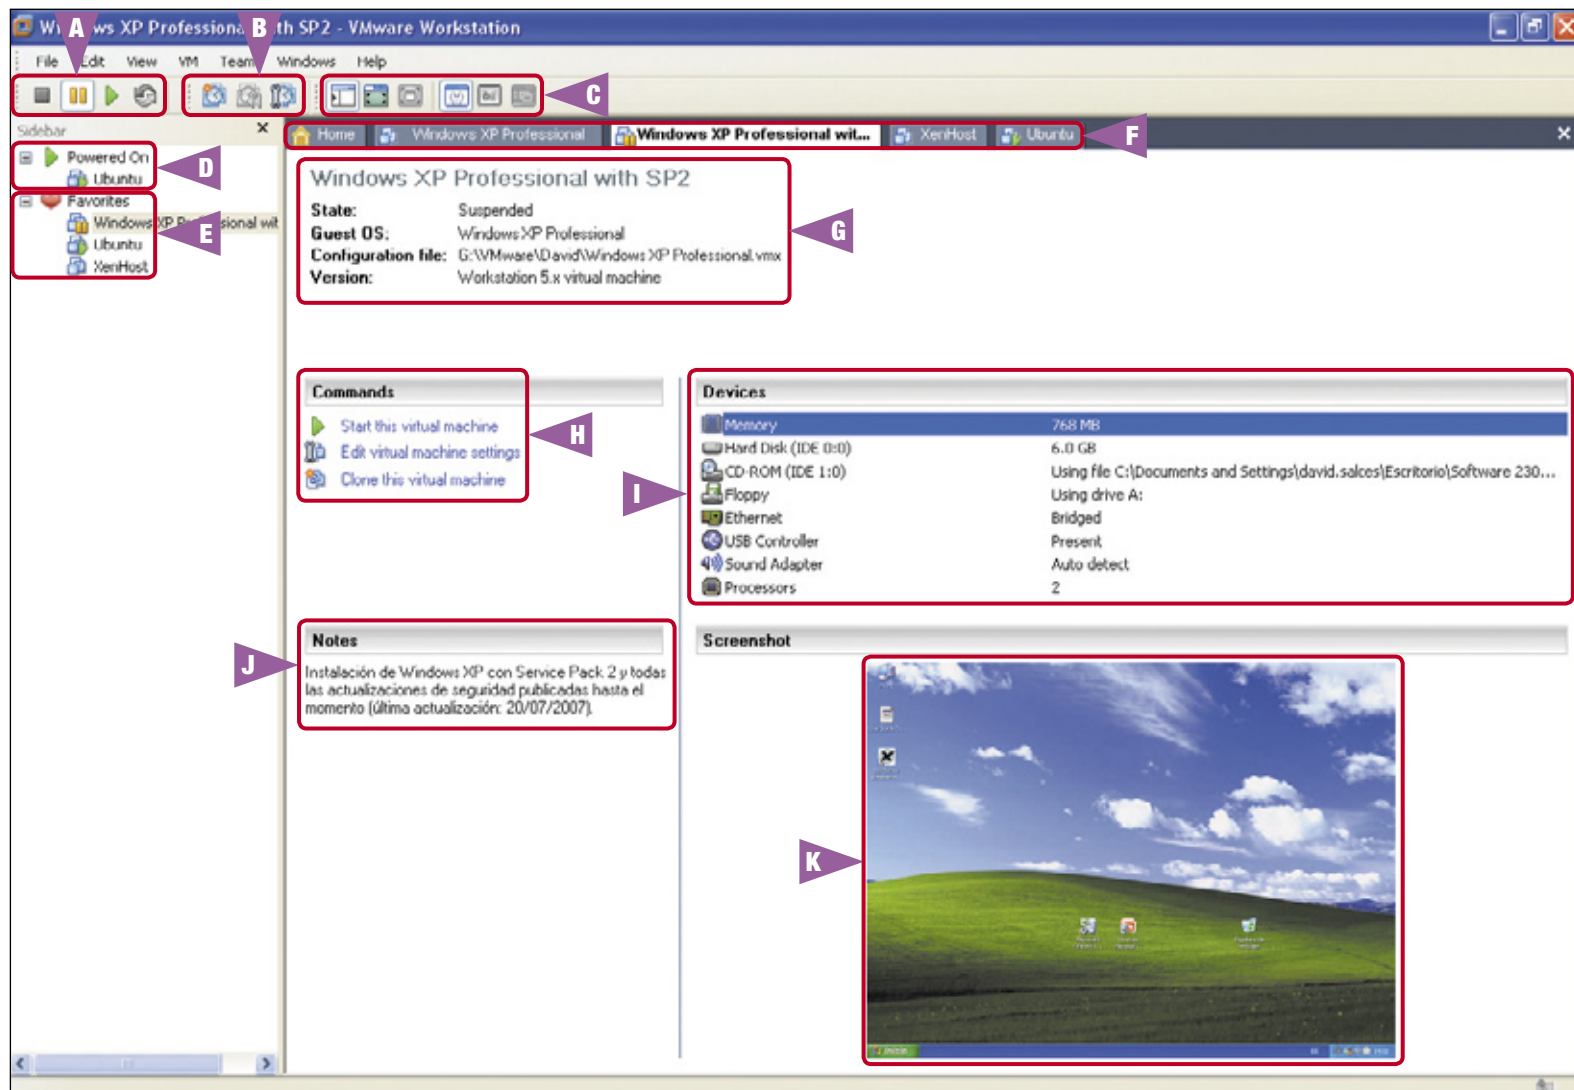 Windows XP Professional with SP2 - VMware Workstation
A
B
File Edit View VM Team Windows Help
C
Sidebar
Home
Windows XP Professional
Windows XP Professional wit...
XenHost
Ubuntu
F
Powered On
Ubuntu
D
Favorites
Windows XP Professional wit
Ubuntu
XenHost
E
Windows XP Professional with SP2
State: Suspended
Guest OS: Windows XP Professional
Configuration file: G:\VMware\David\Windows XP Professional.vmx
Version: Workstation 5.x virtual machine
G
Commands
Start this virtual machine
Edit virtual machine settings
Clone this virtual machine
H
Devices
Memory 768 MB
Hard Disk (IDE 0:0) 6.0 GB
CD-ROM (IDE 1:0) Using file C:\Documents and Settings\david.salces\Escritorio\Software 230...
Floppy Using drive A:
Ethernet Bridged
USB Controller Present
Sound Adapter Auto detect
Processors 2
I
Notes
Instalación de Windows XP con Service Pack 2 y todas
las actualizaciones de seguridad publicadas hasta el
momento (última actualización: 20/07/2007).
J
Screenshot
K